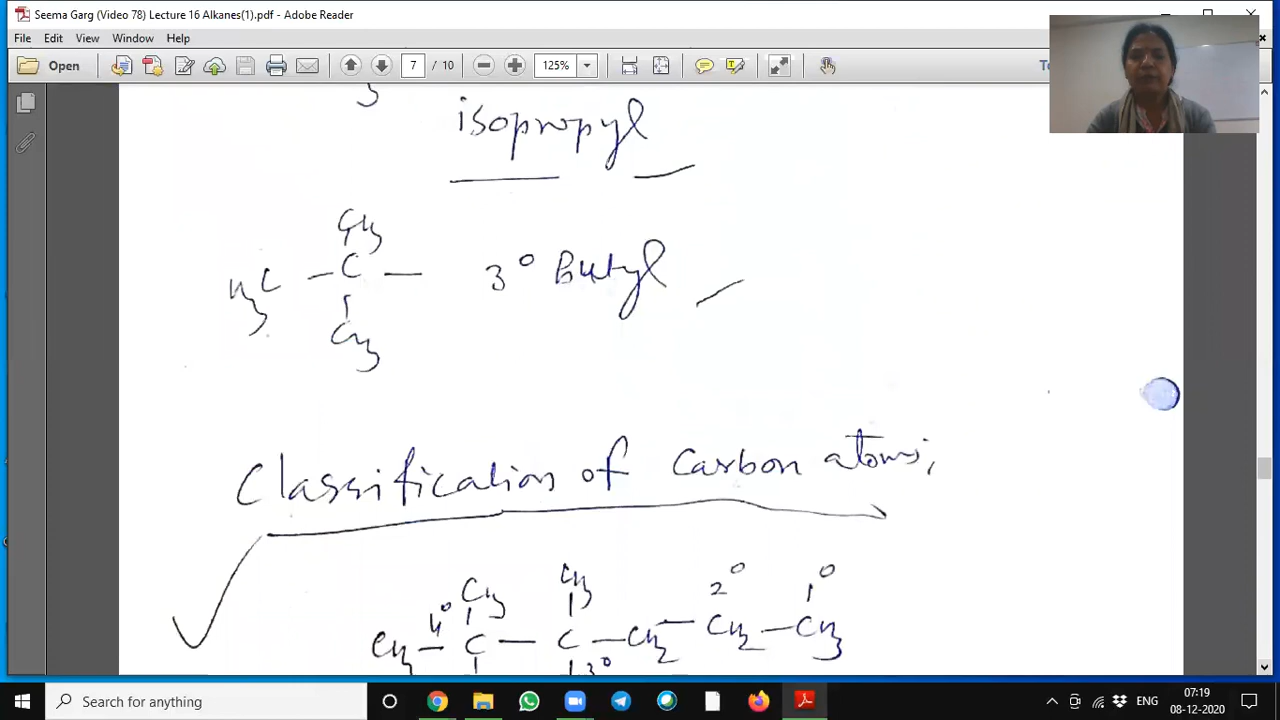 Seema Garg (Video 78) Lecture 16 Alkanes(1).pdf - Adobe Reader
File Edit View Window Help
Open 7 / 10 125%
isopropyl
CH3
H3C - C - 3° Butyl
CH3
Classification of Carbon atoms;
CH3 CH3 2° 1°
4°
CH3 - C - C - CH2 - CH2 - CH3
3°
Search for anything
ENG
07:19
08-12-2020